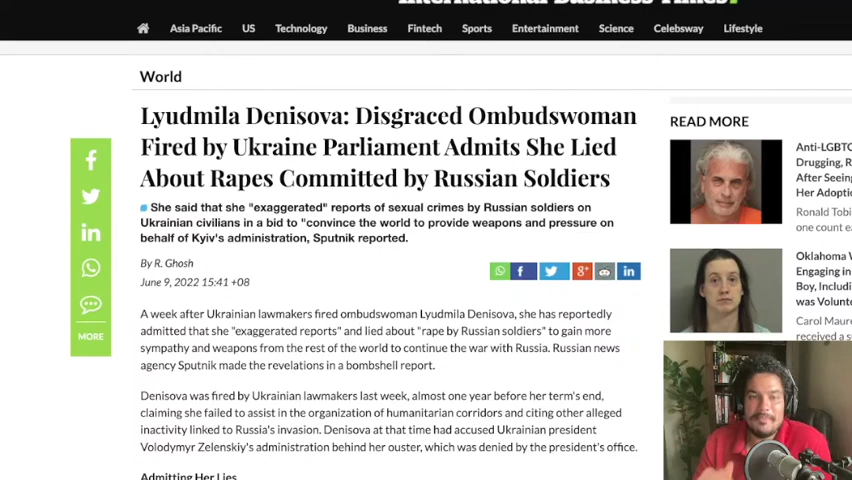 International Business Times
Asia Pacific
US
Technology
Business
Fintech
Sports
Entertainment
Science
Celebsway
Lifestyle
World
Lyudmila Denisova: Disgraced Ombudswoman
Fired by Ukraine Parliament Admits She Lied
About Rapes Committed by Russian Soldiers
She said that she "exaggerated" reports of sexual crimes by Russian soldiers on
Ukrainian civilians in a bid to "convince the world to provide weapons and pressure on
behalf of Kyiv's administration, Sputnik reported.
By R. Ghosh
June 9, 2022 15:41 +08
A week after Ukrainian lawmakers fired ombudswoman Lyudmila Denisova, she has reportedly
admitted that she "exaggerated reports" and lied about "rape by Russian soldiers" to gain more
sympathy and weapons from the rest of the world to continue the war with Russia. Russian news
agency Sputnik made the revelations in a bombshell report.
Denisova was fired by Ukrainian lawmakers last week, almost one year before her term's end,
claiming she failed to assist in the organization of humanitarian corridors and citing other alleged
inactivity linked to Russia's invasion. Denisova at that time had accused Ukrainian president
Volodymyr Zelenskiy's administration behind her ouster, which was denied by the president's office.
Admitting Her Lies
MORE
READ MORE
Anti-LGBTQ
Drugging, R
After Seeing
Her Adoptio
Ronald Tobi
one count ea
Oklahoma W
Engaging in
Boy, Includi
was Volunte
Carol Maure
received a su